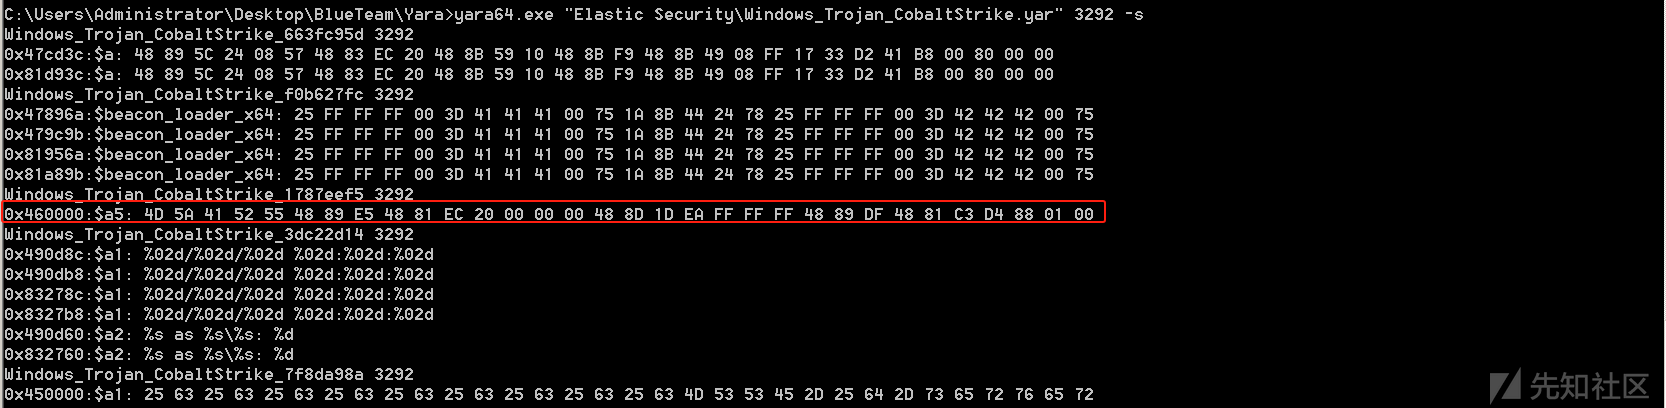 C:\Users\Administrator\Desktop\BlueTeam\Yara>yara64.exe "Elastic Security\Windows_Trojan_CobaltStrike.yar" 3292 -s
Windows_Trojan_CobaltStrike_663fc95d 3292
0x47cd3c:$a: 48 89 5C 24 08 57 48 83 EC 20 48 8B 59 10 48 8B F9 48 8B 49 08 FF 17 33 D2 41 B8 00 80 00 00
0x81d93c:$a: 48 89 5C 24 08 57 48 83 EC 20 48 8B 59 10 48 8B F9 48 8B 49 08 FF 17 33 D2 41 B8 00 80 00 00
Windows_Trojan_CobaltStrike_f0b627fc 3292
0x47896a:$beacon_loader_x64: 25 FF FF FF 00 3D 41 41 41 00 75 1A 8B 44 24 78 25 FF FF FF 00 3D 42 42 42 00 75
0x479c9b:$beacon_loader_x64: 25 FF FF FF 00 3D 41 41 41 00 75 1A 8B 44 24 78 25 FF FF FF 00 3D 42 42 42 00 75
0x81956a:$beacon_loader_x64: 25 FF FF FF 00 3D 41 41 41 00 75 1A 8B 44 24 78 25 FF FF FF 00 3D 42 42 42 00 75
0x81a89b:$beacon_loader_x64: 25 FF FF FF 00 3D 41 41 41 00 75 1A 8B 44 24 78 25 FF FF FF 00 3D 42 42 42 00 75
Windows_Trojan_CobaltStrike_1787eef5 3292
0x460000:$a5: 4D 5A 41 52 55 48 89 E5 48 81 EC 20 00 00 00 48 8D 1D EA FF FF FF 48 89 DF 48 81 C3 D4 88 01 00
Windows_Trojan_CobaltStrike_3dc22d14 3292
0x490d8c:$a1: %02d/%02d/%02d %02d:%02d:%02d
0x490db8:$a1: %02d/%02d/%02d %02d:%02d:%02d
0x83278c:$a1: %02d/%02d/%02d %02d:%02d:%02d
0x8327b8:$a1: %02d/%02d/%02d %02d:%02d:%02d
0x490d60:$a2: %s as %s\%s: %d
0x832760:$a2: %s as %s\%s: %d
Windows_Trojan_CobaltStrike_7f8da98a 3292
0x450000:$a1: 25 63 25 63 25 63 25 63 25 63 25 63 25 63 25 63 25 63 4D 53 53 45 2D 25 64 2D 73 65 72 76 65 72
先知社区